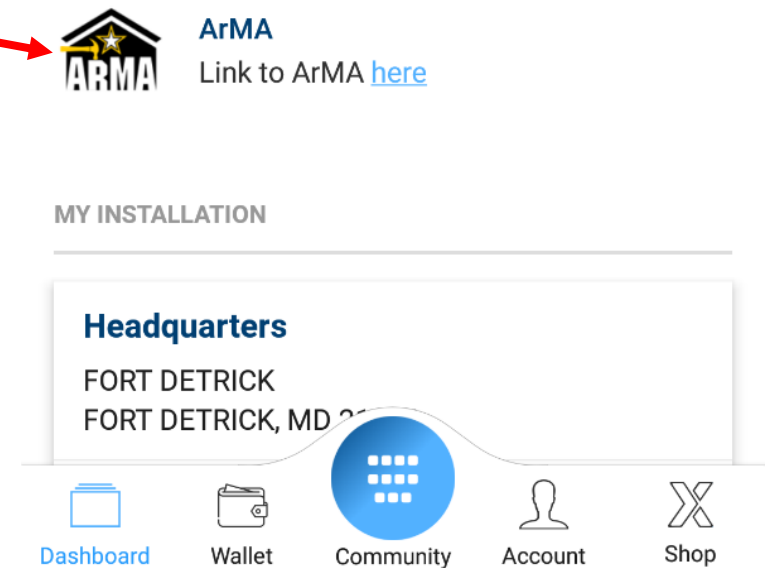 ArMA
ARMA
Link to ArMA here
MY INSTALLATION
Headquarters
FORT DETRICK
FORT DETRICK, MD
Dashboard
Wallet
Community
Account
Shop